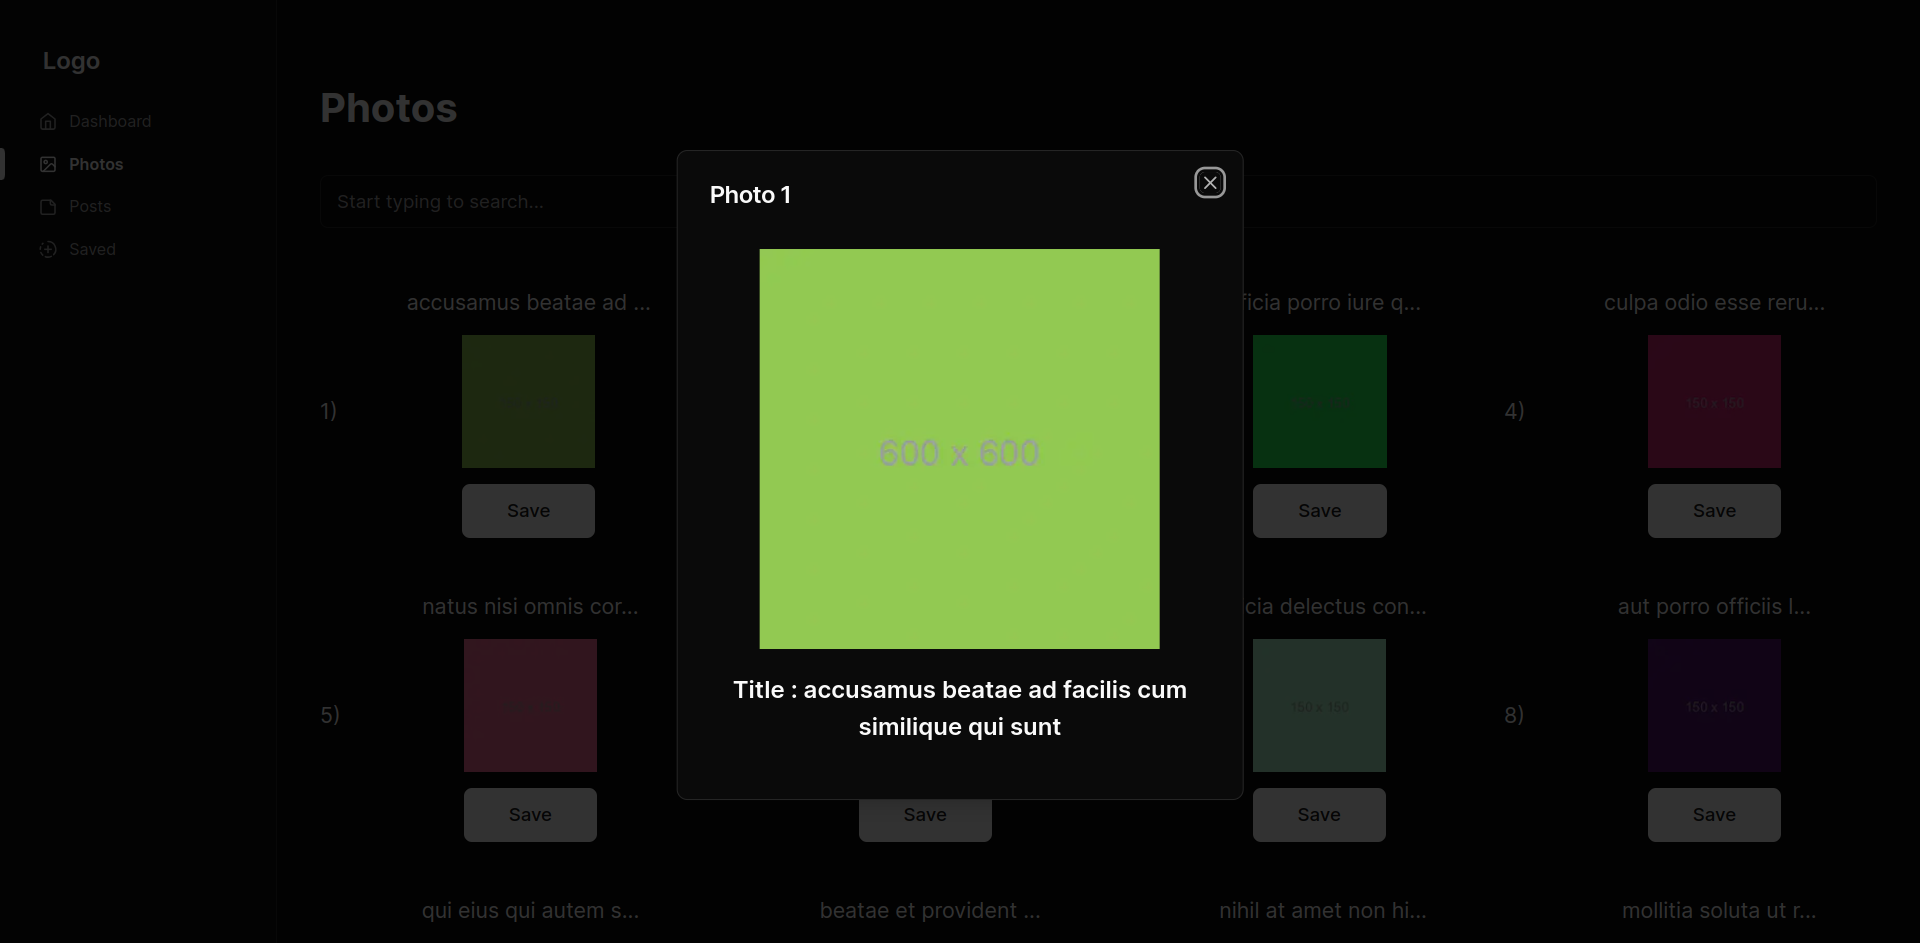 Logo
Dashboard
Photos
Posts
Saved
Photos
Start typing to search...
Photo 1
600 x 600
Title : accusamus beatae ad facilis cum
similique qui sunt
accusamus beatae ad ...
porro iure q...
culpa odio esse reru...
1)
4)
150 x 150
Save
Save
Save
natus nisi omnis cor...
delectus con...
aut porro officiis l...
5)
150 x 150
8)
150 x 150
Save
Save
Save
Save
qui eius qui autem s...
beatae et provident ...
nihil at amet non hi...
mollitia soluta ut r...